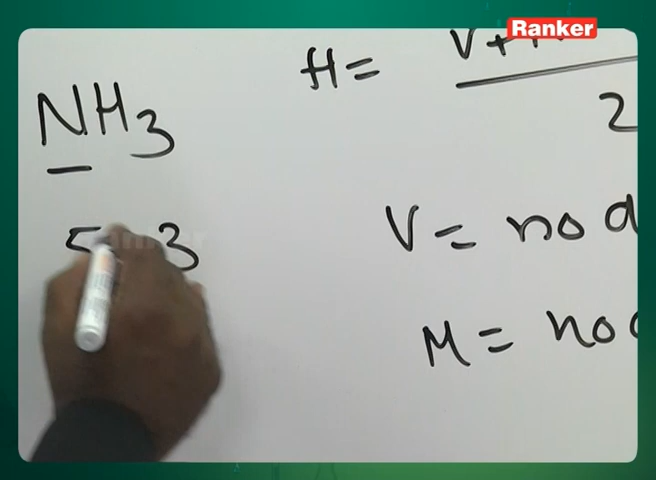 Ranker
NH3
H=
V+
2
5 3
V= no
M= no